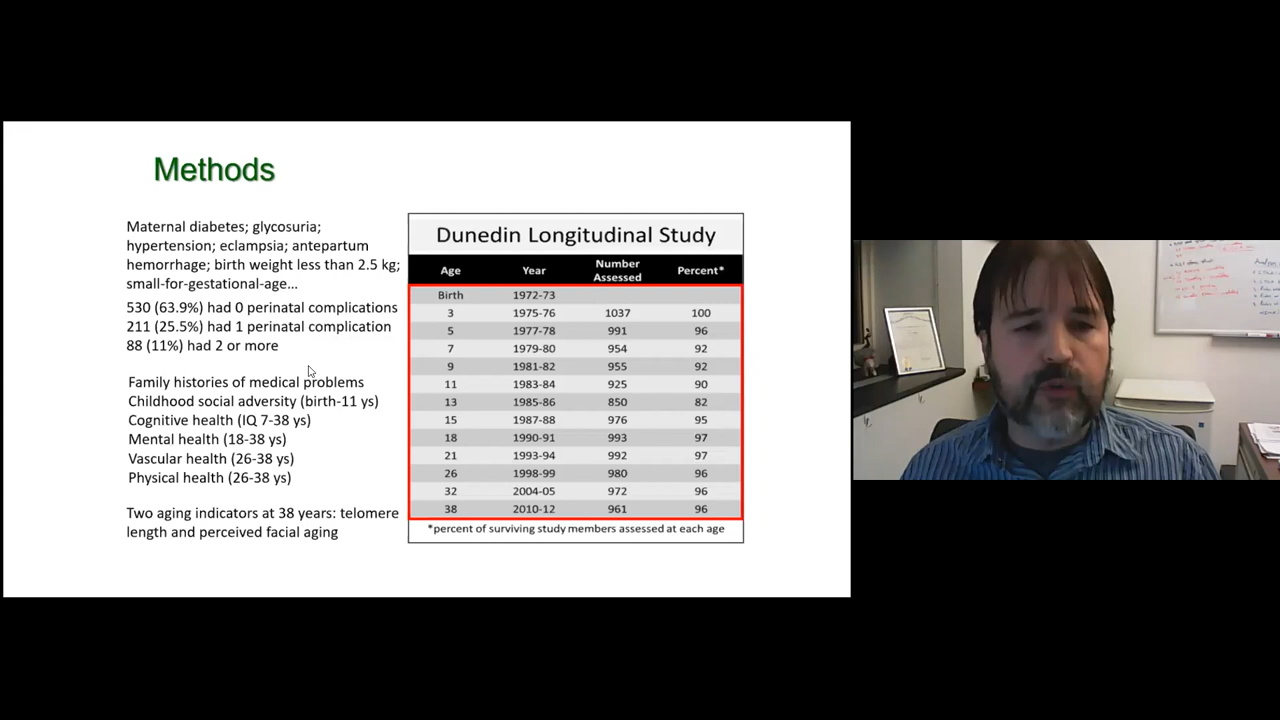 Methods
Maternal diabetes; glycosuria;
hypertension; eclampsia; antepartum
hemorrhage; birth weight less than 2.5 kg;
small-for-gestational-age...
530 (63.9%) had 0 perinatal complications
211 (25.5%) had 1 perinatal complication
88 (11%) had 2 or more
Family histories of medical problems
Childhood social adversity (birth-11 ys)
Cognitive health (IQ 7-38 ys)
Mental health (18-38 ys)
Vascular health (26-38 ys)
Physical health (26-38 ys)
Two aging indicators at 38 years: telomere
length and perceived facial aging
Dunedin Longitudinal Study
Age Year Number Assessed Percent*
Birth 1972-73
3 1975-76 1037 100
5 1977-78 991 96
7 1979-80 954 92
9 1981-82 955 92
11 1983-84 925 90
13 1985-86 850 82
15 1987-88 976 95
18 1990-91 993 97
21 1993-94 992 97
26 1998-99 980 96
32 2004-05 972 96
38 2010-12 961 96
*percent of surviving study members assessed at each age